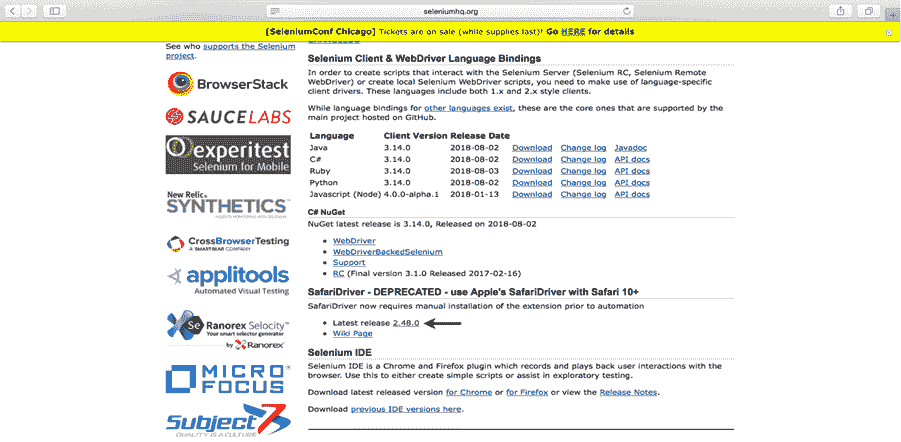 seleniumhq.org
[SeleniumConf Chicago] Tickets are on sale (while supplies last)! Go HERE for details
See who supports the Selenium
project.
BrowserStack
SAUCE LABS
experitest
Selenium for Mobile
New Relic
SYNTHETICS
CrossBrowserTesting
A SMARTBEAR COMPANY
applitools
Automated Visual Testing
Se Ranorex Selocity
Your smart selector generator
by Ranorex
MICRO
FOCUS
Subject7
QUALITY IS A CULTURE
Selenium Client & WebDriver Language Bindings
In order to create scripts that interact with the Selenium Server (Selenium RC, Selenium Remote
WebDriver) or create local Selenium WebDriver scripts, you need to make use of language-specific
client drivers. These languages include both 1.x and 2.x style clients.
While language bindings for other languages exist, these are the core ones that are supported by the
main project hosted on GitHub.
Language Client Version Release Date
Java 3.14.0 2018-08-02 Download Change log Javadoc
C# 3.14.0 2018-08-02 Download Change log API docs
Ruby 3.14.0 2018-08-03 Download Change log API docs
Python 3.14.0 2018-08-02 Download Change log API docs
Javascript (Node) 4.0.0-alpha.1 2018-01-13 Download Change log API docs
C# NuGet
NuGet latest release is 3.14.0, Released on 2018-08-02
• WebDriver
• WebDriverBackedSelenium
• Support
• RC (Final version 3.1.0 Released 2017-02-16)
SafariDriver - DEPRECATED - use Apple's SafariDriver with Safari 10+
SafariDriver now requires manual installation of the extension prior to automation
• Latest release 2.48.0
• Wiki Page
Selenium IDE
Selenium IDE is a Chrome and Firefox plugin which records and plays back user interactions with the
browser. Use this to either create simple scripts or assist in exploratory testing.
Download latest released version for Chrome or for Firefox or view the Release Notes.
Download previous IDE versions here.